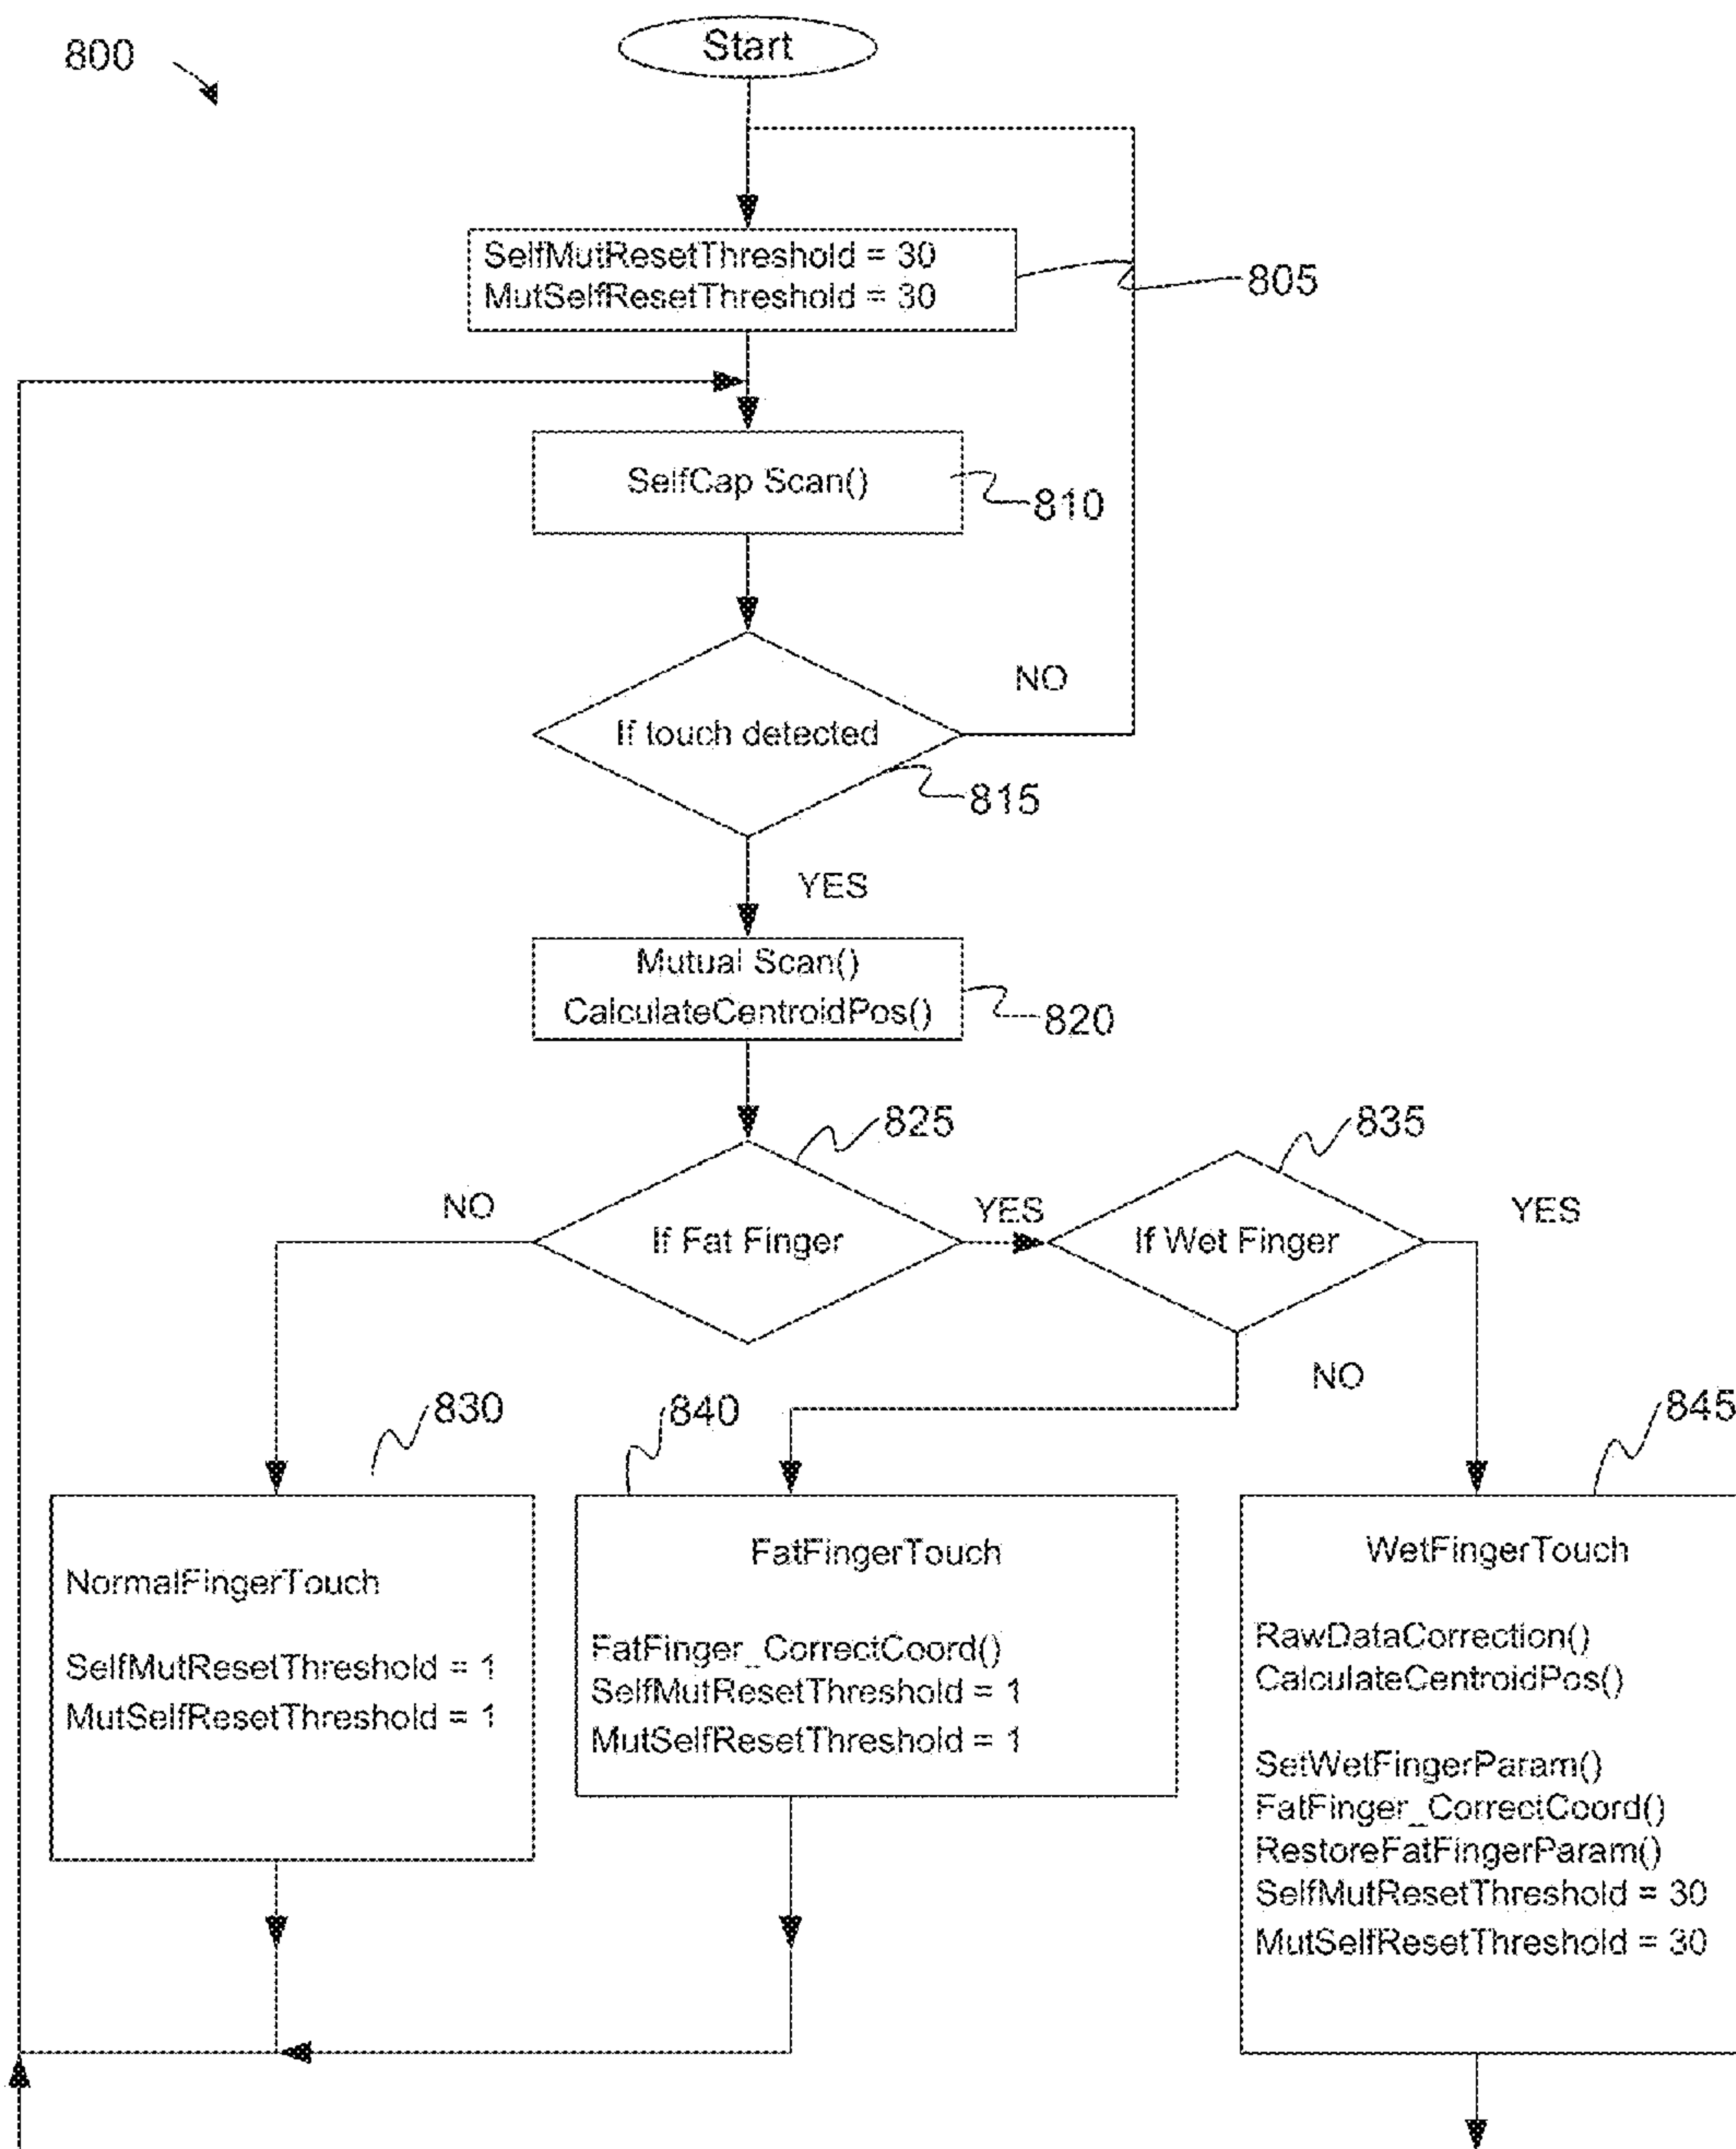 800
Start
SelfMutResetThreshold = 30
MutSelfResetThreshold = 30
805
SelfCap Scan()
810
If touch detected
NO
815
YES
Mutual Scan()
CalculateCentroidPos()
820
825
835
NO
If Fat Finger
YES
If Wet Finger
YES
NO
830
840
845
NormalFingerTouch
SelfMutResetThreshold = 1
MutSelfResetThreshold = 1
FatFingerTouch
FatFinger_CorrectCoord()
SelfMutResetThreshold = 1
MutSelfResetThreshold = 1
WetFingerTouch
RawDataCorrection()
CalculateCentroidPos()
SetWetFingerParam()
FatFinger_CorrectCoord()
RestoreFatFingerParam()
SelfMutResetThreshold = 30
MutSelfResetThreshold = 30